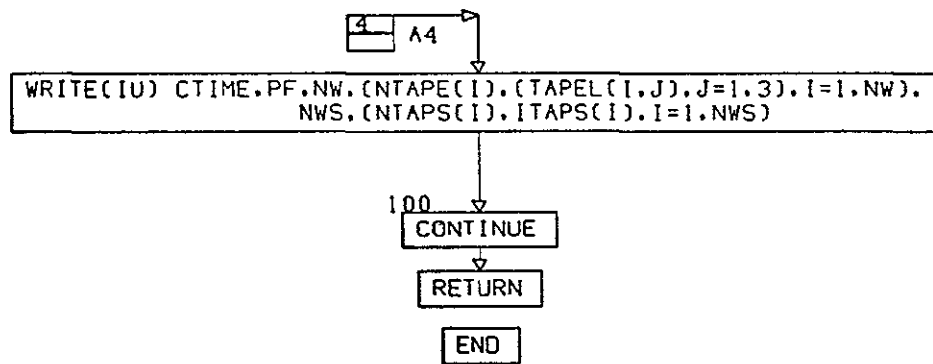 4 A4
WRITE(IU) CTIME.PF.NW.(NTAPE(I).(TAPEL(I.J).J=1.3).I=1.NW).
NWS.(NTAPS(I).ITAPS(I).I=1.NWS)
100
CONTINUE
RETURN
END